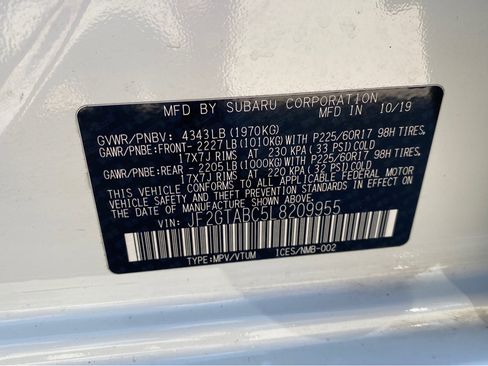 MFD BY SUBARU CORPORATION
MFD IN 10/19
GVWR/PNBV: 4343LB(1970KG)
GAWR/PNBE:FRONT- 2227LB(1010KG) WITH P225/60R17 98H TIRES,
17X7J RIMS AT 230 KPA (33 PSI)COLD
GAWR/PNBE:REAR - 2205LB(1000KG) WITH P225/60R17 98H TIRES,
17X7J RIMS AT 220 KPA (32 PSI)COLD
THIS VEHICLE CONFORMS TO ALL APPLICABLE FEDERAL MOTOR
VEHICLE SAFETY STANDARDS IN EFFECT ON THE DATE OF
MANUFACTURE SHOWN ABOVE.
VIN: JF2GTABC5L8209955
TYPE:MPV/VTUM ICES/NMB-002